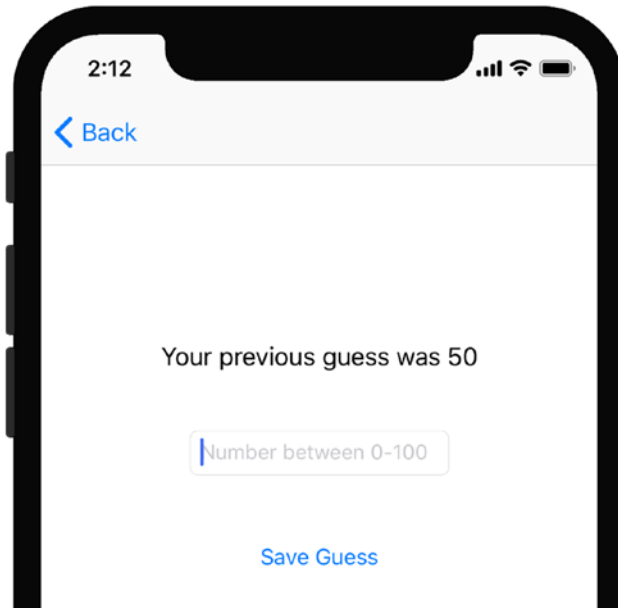 2:12
Back
Your previous guess was 50
Number between 0-100
Save Guess